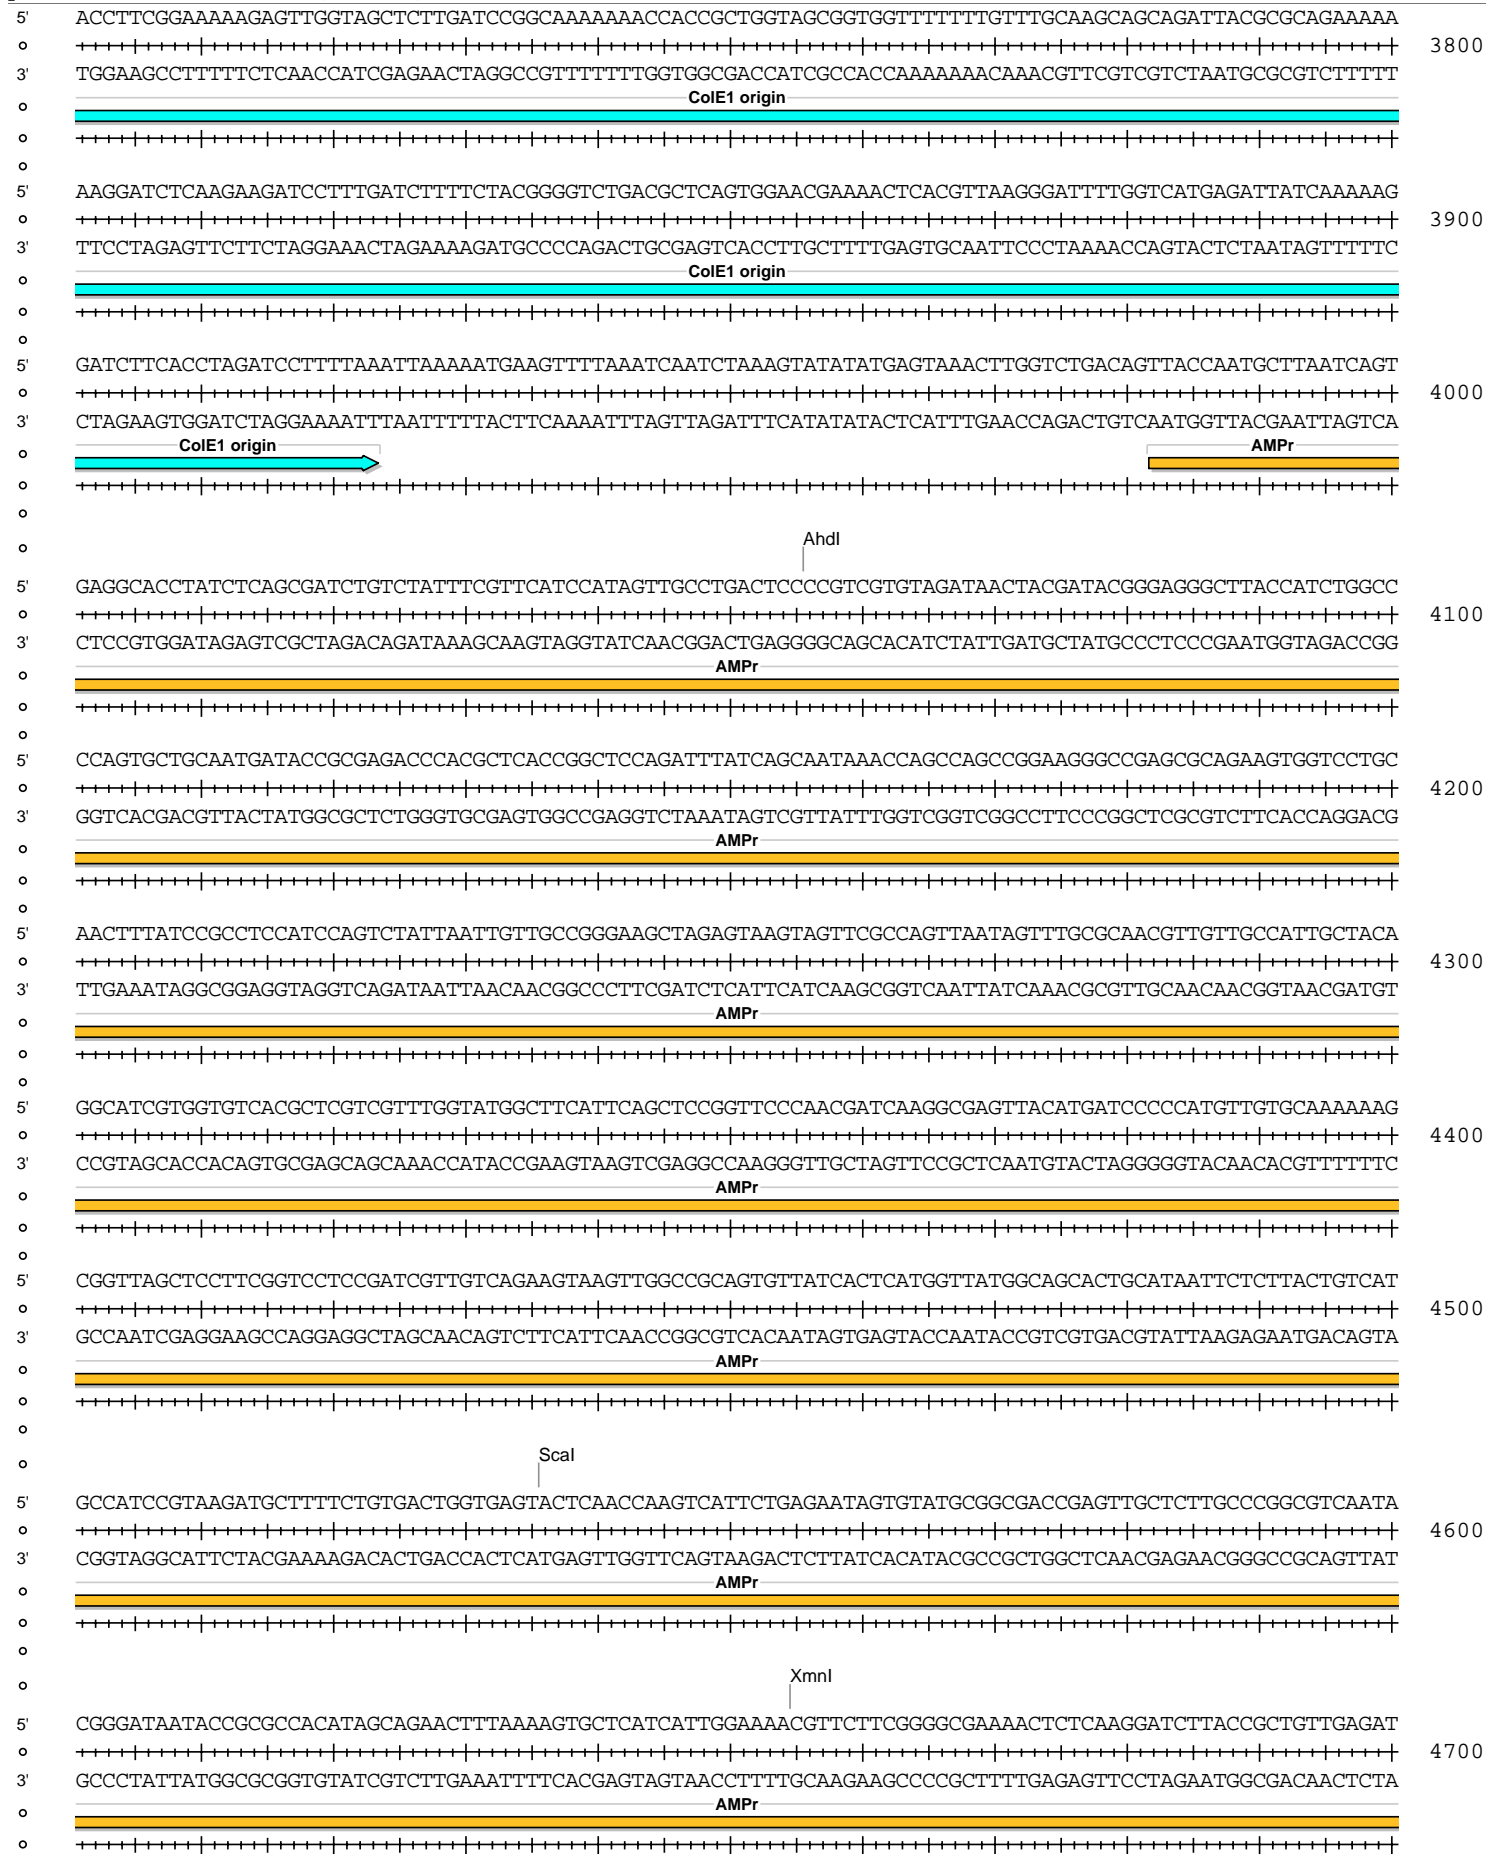 5' ACCTTCGGAAAAAGAGTTGGTAGCTCTTGATCCGGCAAAAAAACCACCGCTGGTAGCGGTGGTTTTTTTGTTTGCAAGCAGCAGATTACGCGCAGAAAAA
3800
3' TGGAAGCCTTTTTCTCAACCATCGAGAACTAGGCCGTTTTTTTGGTGGCGACCATCGCCACCAAAAAAACAAACGTTCGTCGTCTAATGCGCGTCTTTTT
ColE1 origin
5' AAGGATCTCAAGAAGATCCTTTGATCTTTTCTACGGGGTCTGACGCTCAGTGGAACGAAAACTCACGTTAAGGGATTTTGGTCATGAGATTATCAAAAAG
3900
3' TTCCTAGAGTTCTTCTAGGAAACTAGAAAAGATGCCCCAGACTGCGAGTCACCTTGCTTTTGAGTGCAATTCCCTAAAACCAGTACTCTAATAGTTTTTC
ColE1 origin
5' GATCTTCACCTAGATCCTTTTAAATTAAAAATGAAGTTTTAAATCAATCTAAAGTATATATGAGTAAACTTGGTCTGACAGTTACCAATGCTTAATCAGT
4000
3' CTAGAAGTGGATCTAGGAAAATTTAATTTTTACTTCAAAATTTAGTTAGATTTCATATATACTCATTTGAACCAGACTGTCAATGGTTACGAATTAGTCA
ColE1 origin AMPr
AhdI
5' GAGGCACCTATCTCAGCGATCTGTCTATTTCGTTCATCCATAGTTGCCTGACTCCCCGTCGTGTAGATAACTACGATACGGGAGGGCTTACCATCTGGCC
4100
3' CTCCGTGGATAGAGTCGCTAGACAGATAAAGCAAGTAGGTATCAACGGACTGAGGGGCAGCACATCTATTGATGCTATGCCCTCCCGAATGGTAGACCGG
AMPr
5' CCAGTGCTGCAATGATACCGCGAGACCCACGCTCACCGGCTCCAGATTTATCAGCAATAAACCAGCCAGCCGGAAGGGCCGAGCGCAGAAGTGGTCCTGC
4200
3' GGTCACGACGTTACTATGGCGCTCTGGGTGCGAGTGGCCGAGGTCTAAATAGTCGTTATTTGGTCGGTCGGCCTTCCCGGCTCGCGTCTTCACCAGGACG
AMPr
5' AACTTTATCCGCCTCCATCCAGTCTATTAATTGTTGCCGGGAAGCTAGAGTAAGTAGTTCGCCAGTTAATAGTTTGCGCAACGTTGTTGCCATTGCTACA
4300
3' TTGAAATAGGCGGAGGTAGGTCAGATAATTAACAACGGCCCTTCGATCTCATTCATCAAGCGGTCAATTATCAAACGCGTTGCAACAACGGTAACGATGT
AMPr
5' GGCATCGTGGTGTCACGCTCGTCGTTTGGTATGGCTTCATTCAGCTCCGGTTCCCAACGATCAAGGCGAGTTACATGATCCCCCATGTTGTGCAAAAAAG
4400
3' CCGTAGCACCACAGTGCGAGCAGCAAACCATACCGAAGTAAGTCGAGGCCAAGGGTTGCTAGTTCCGCTCAATGTACTAGGGGGTACAACACGTTTTTTC
AMPr
5' CGGTTAGCTCCTTCGGTCCTCCGATCGTTGTCAGAAGTAAGTTGGCCGCAGTGTTATCACTCATGGTTATGGCAGCACTGCATAATTCTCTTACTGTCAT
4500
3' GCCAATCGAGGAAGCCAGGAGGCTAGCAACAGTCTTCATTCAACCGGCGTCACAATAGTGAGTACCAATACCGTCGTGACGTATTAAGAGAATGACAGTA
AMPr
ScaI
5' GCCATCCGTAAGATGCTTTTCTGTGACTGGTGAGTACTCAACCAAGTCATTCTGAGAATAGTGTATGCGGCGACCGAGTTGCTCTTGCCCGGCGTCAATA
4600
3' CGGTAGGCATTCTACGAAAAGACACTGACCACTCATGAGTTGGTTCAGTAAGACTCTTATCACATACGCCGCTGGCTCAACGAGAACGGGCCGCAGTTAT
AMPr
XmnI
5' CGGGATAATACCGCGCCACATAGCAGAACTTTAAAAGTGCTCATCATTGGAAAACGTTCTTCGGGGCGAAAACTCTCAAGGATCTTACCGCTGTTGAGAT
4700
3' GCCCTATTATGGCGCGGTGTATCGTCTTGAAATTTTCACGAGTAGTAACCTTTTGCAAGAAGCCCCGCTTTTGAGAGTTCCTAGAATGGCGACAACTCTA
AMPr